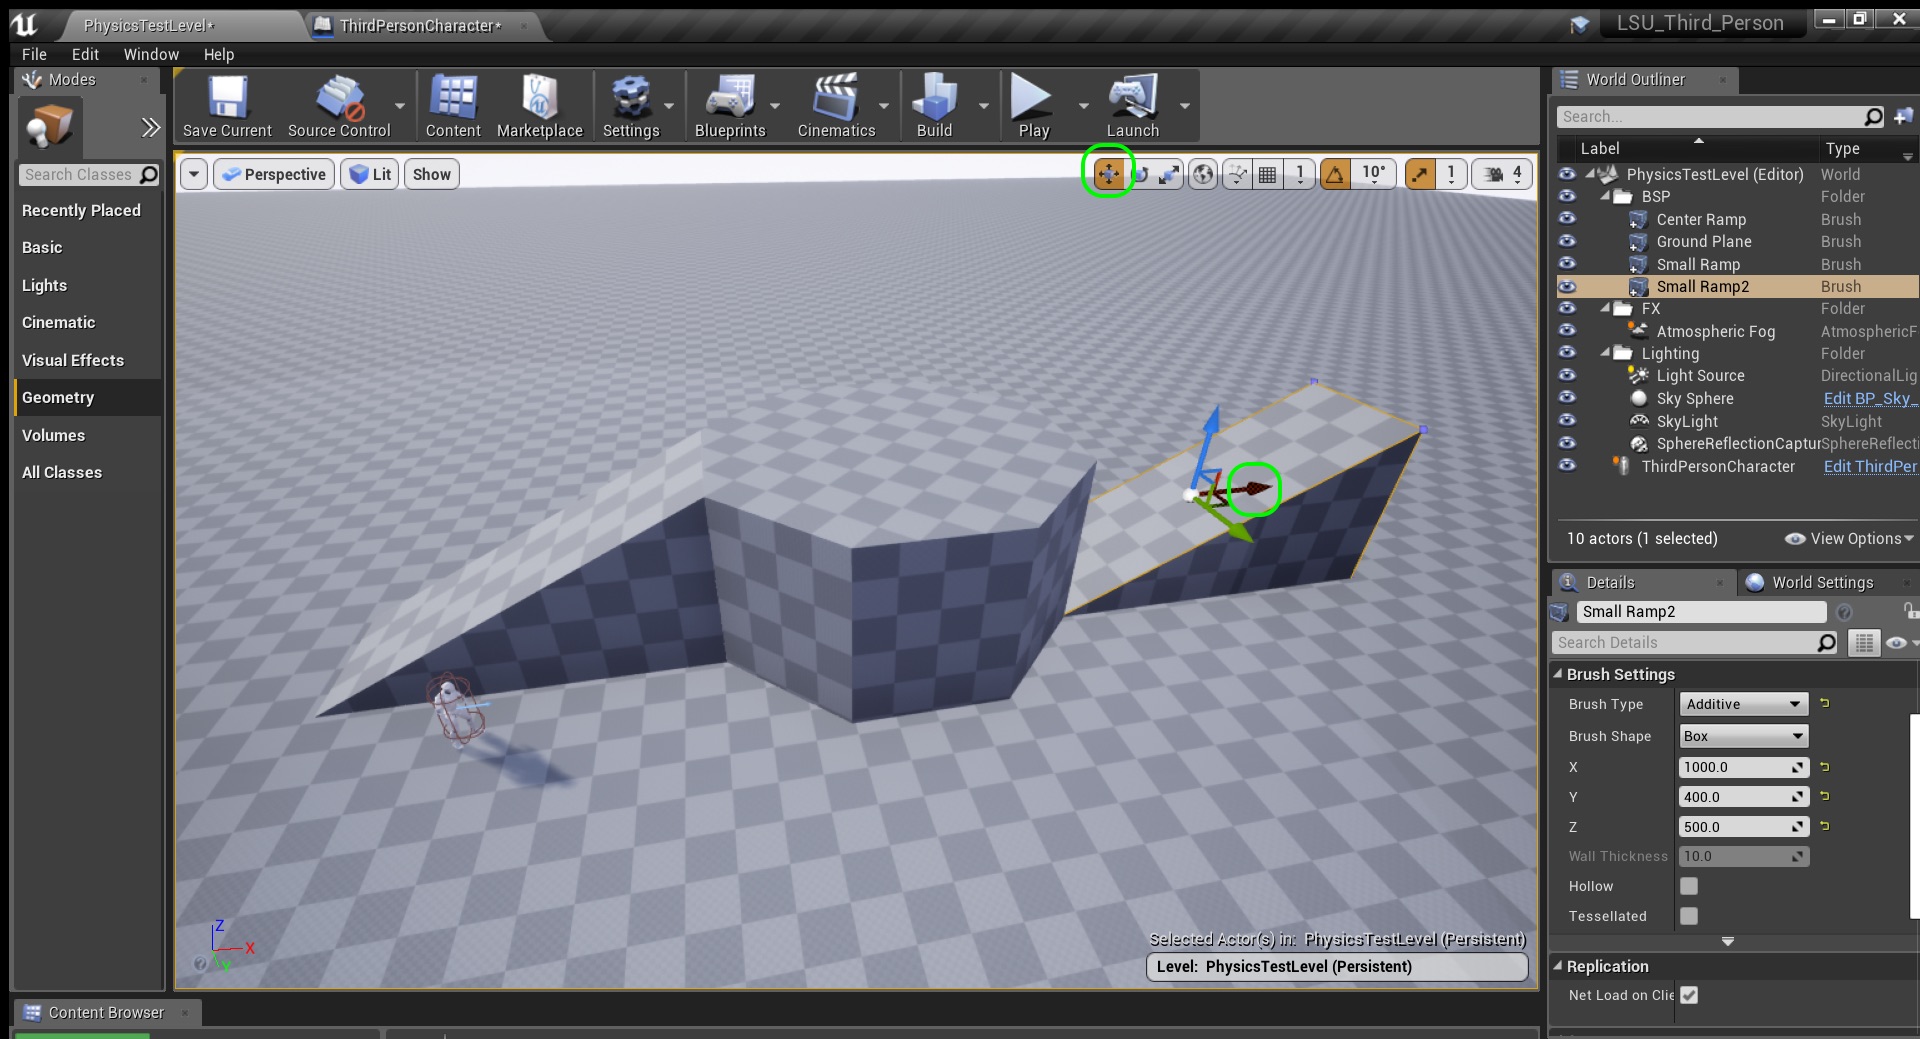 PhysicsTestLevel*
ThirdPersonCharacter*
LSU_Third_Person
File Edit Window Help
Modes
Search Classes
Recently Placed
Basic
Lights
Cinematic
Visual Effects
Geometry
Volumes
All Classes
Save Current
Source Control
Content
Marketplace
Settings
Blueprints
Cinematics
Build
Play
Launch
Perspective
Lit
Show
1
10°
1
4
Z
X
Y
Selected Actor(s) in: PhysicsTestLevel (Persistent)
Level: PhysicsTestLevel (Persistent)
Content Browser
World Outliner
Search...
Label Type
PhysicsTestLevel (Editor) World
BSP Folder
Center Ramp Brush
Ground Plane Brush
Small Ramp Brush
Small Ramp2 Brush
FX Folder
Atmospheric Fog AtmosphericF
Lighting Folder
Light Source DirectionalLig
Sky Sphere Edit BP_Sky_
SkyLight SkyLight
SphereReflectionCaptur SphereReflecti
ThirdPersonCharacter Edit ThirdPer
10 actors (1 selected) View Options
Details
World Settings
Small Ramp2
Search Details
Brush Settings
Brush Type Additive
Brush Shape Box
X 1000.0
Y 400.0
Z 500.0
Wall Thickness 10.0
Hollow
Tessellated
Replication
Net Load on Clie